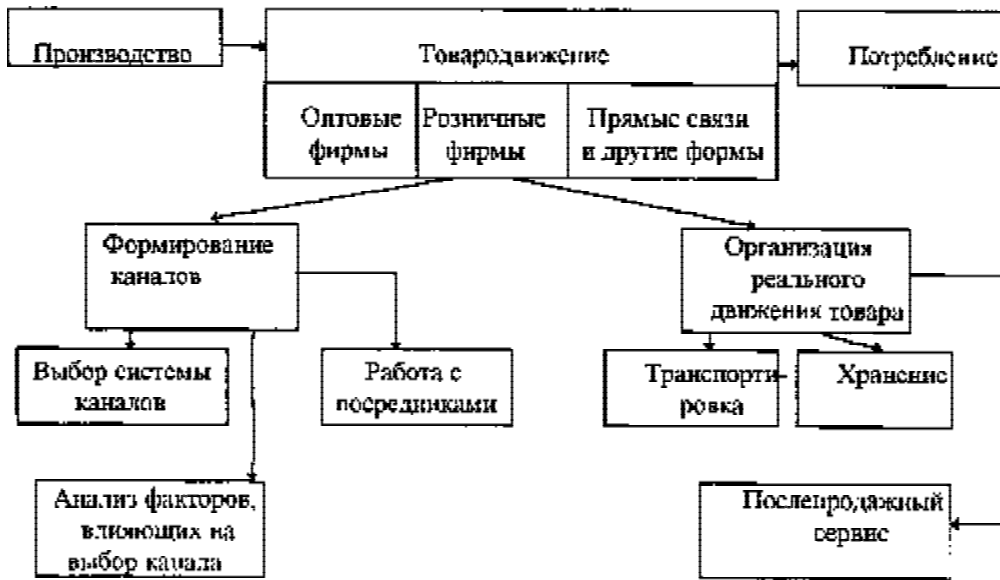 Производство
Товародвижение
Потребление
Оптовые
фирмы
Розничные
фирмы
Прямые связи
и другие формы
Формирование
каналов
Организация
реального
движения товара
Выбор системы
каналов
Работа с
посредниками
Транспорти-
ровка
Хранение
Анализ факторов,
влияющих на
выбор канала
Послепродажный
сервис